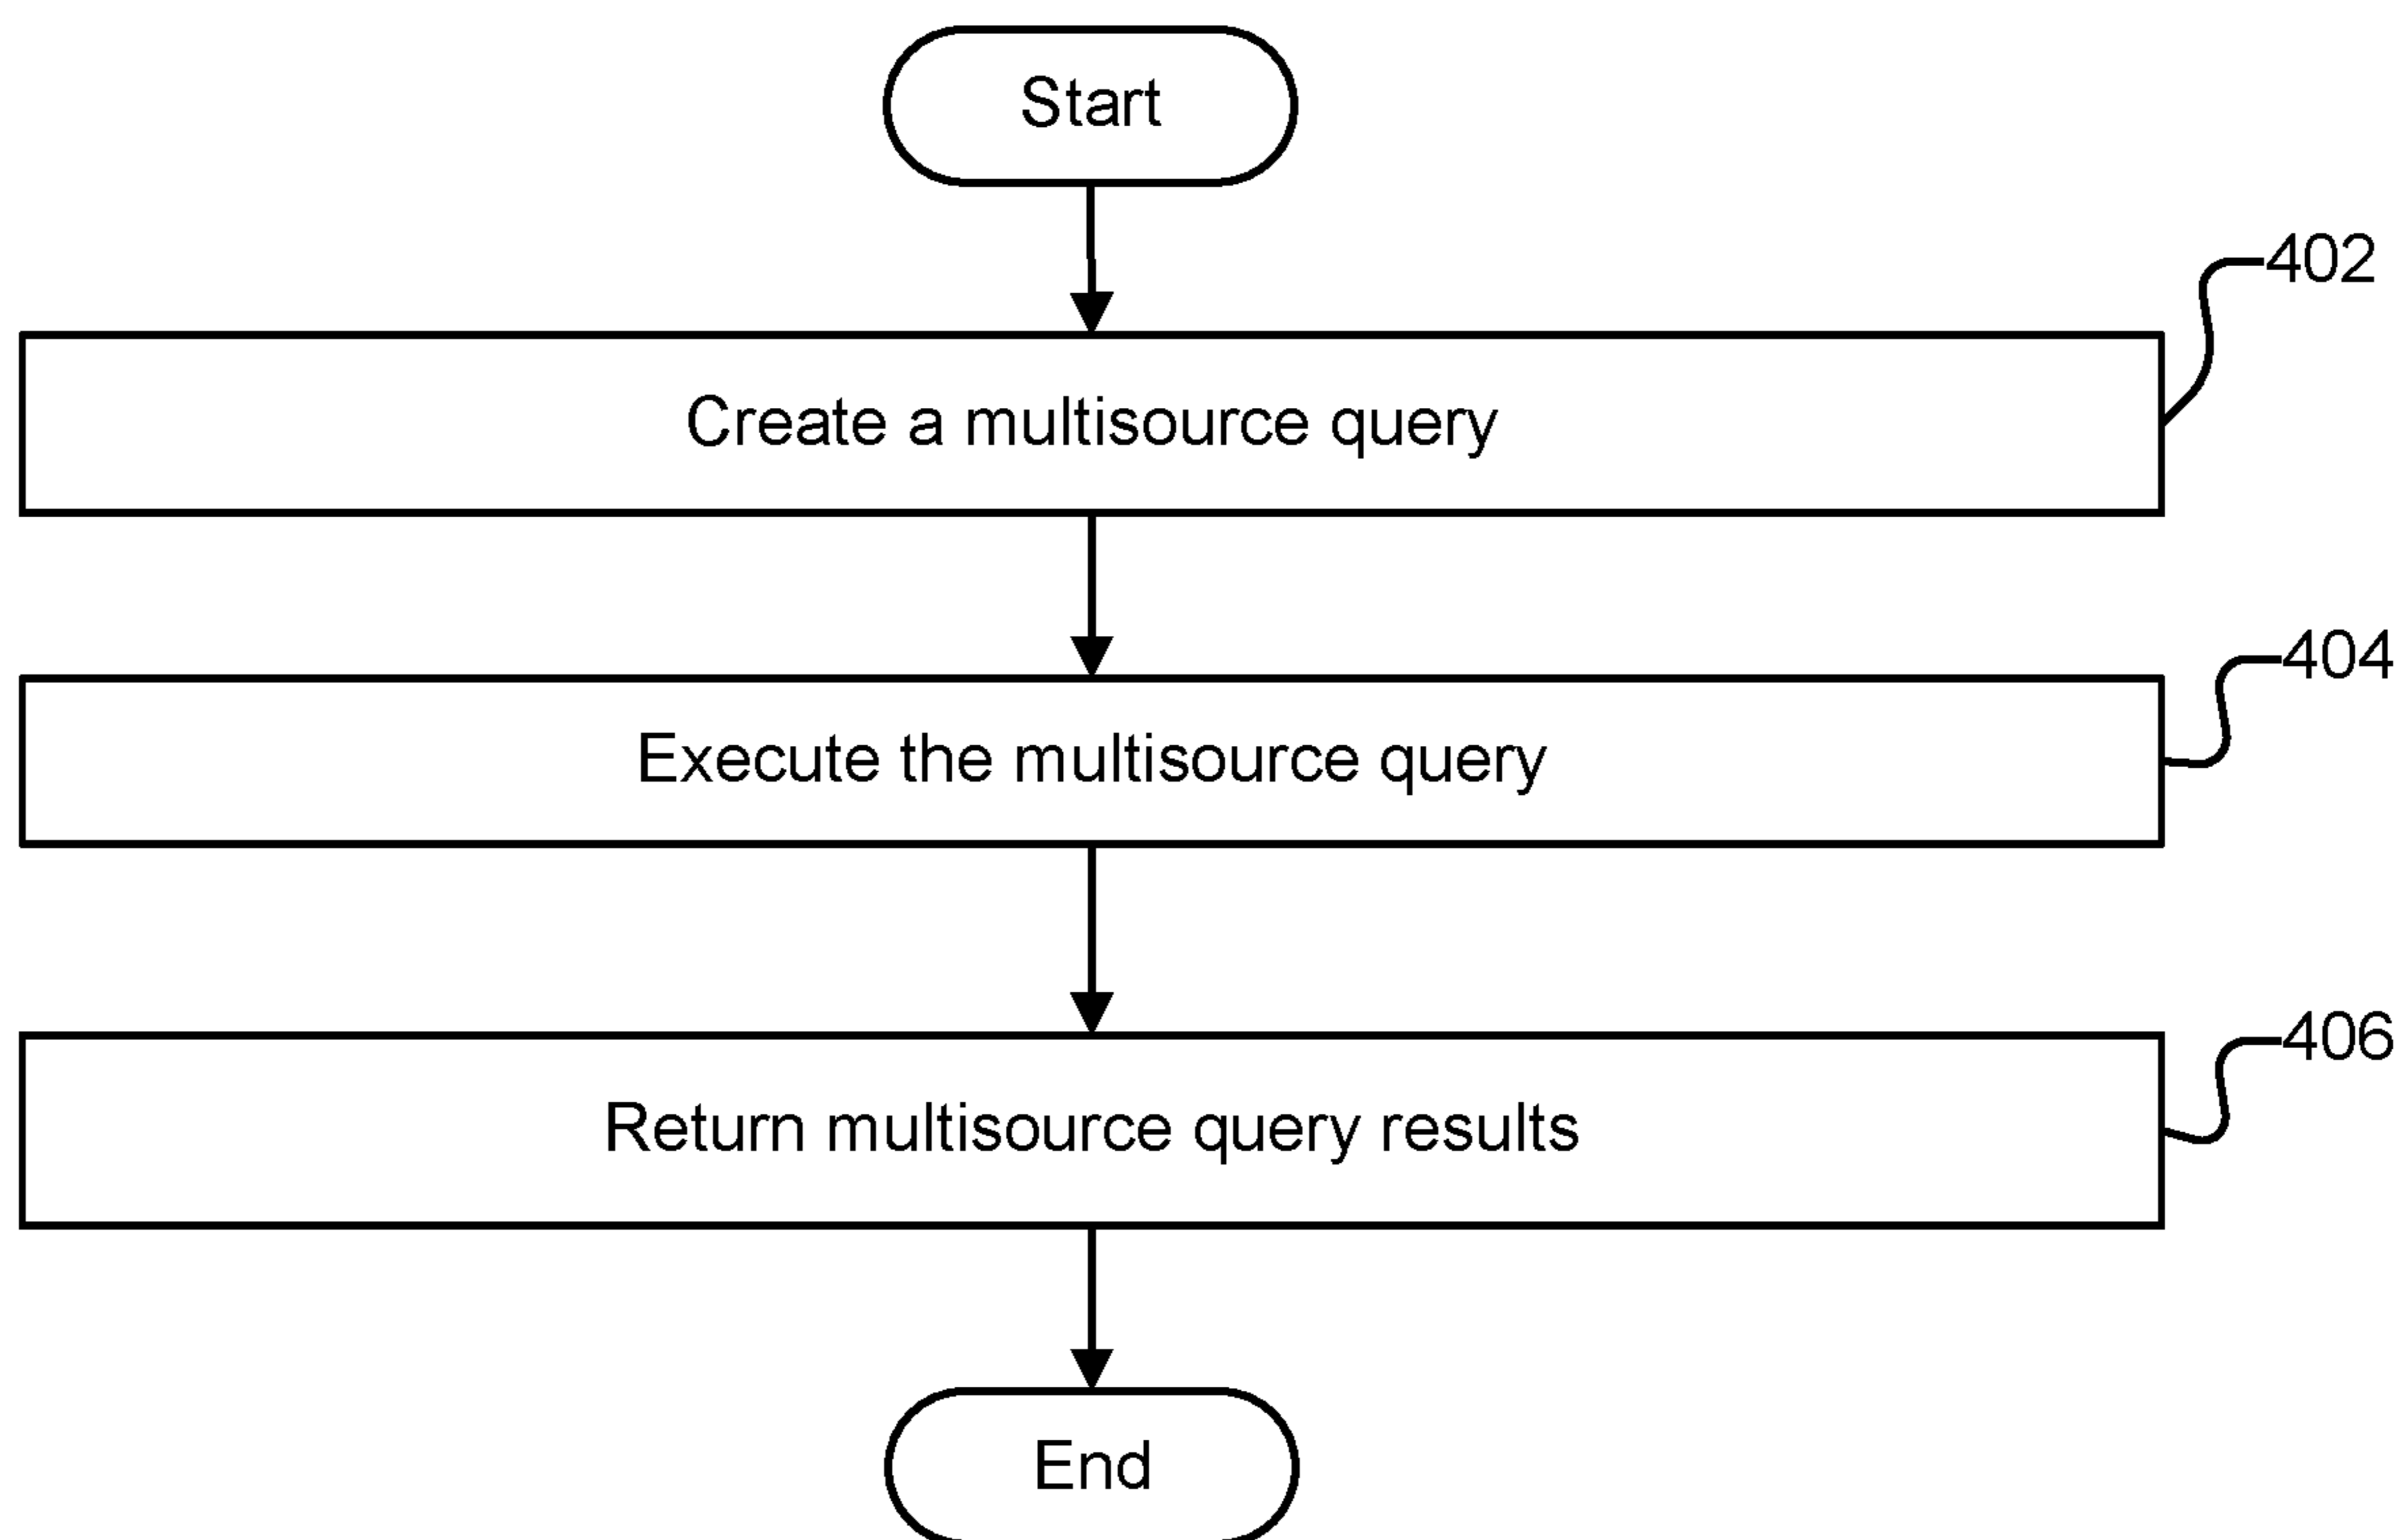 Start
402
Create a multisource query
404
Execute the multisource query
406
Return multisource query results
End